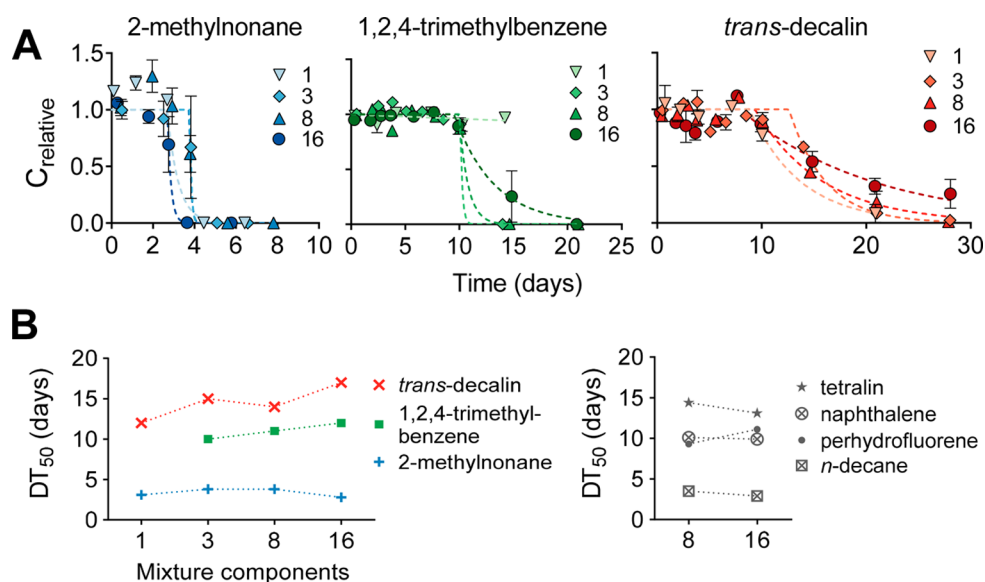 A
2-methylnonane
1,2,4-trimethylbenzene
trans-decalin
C relative
1.5
1.0
0.5
0.0
0 2 4 6 8 10
1
3
8
16
0 5 10 15 20 25
1
3
8
16
0 10 20 30
1
3
8
16
Time (days)
B
DT50 (days)
20
15
10
5
0
1 3 8 16
Mixture components
trans-decalin
1,2,4-trimethyl-
benzene
2-methylnonane
DT50 (days)
20
15
10
5
0
8 16
tetralin
naphthalene
perhydrofluorene
n-decane